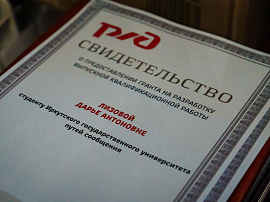 РЖД
СВИДЕТЕЛЬСТВО
О ПРЕДОСТАВЛЕНИИ ГРАНТА НА РАЗРАБОТКУ
ВЫПУСКНОЙ КВАЛИФИКАЦИОННОЙ РАБОТЫ
ЛИЗОВОЙ
ДАРЬЕ АНТОНОВНЕ
студенту Иркутского государственного университета
путей сообщения